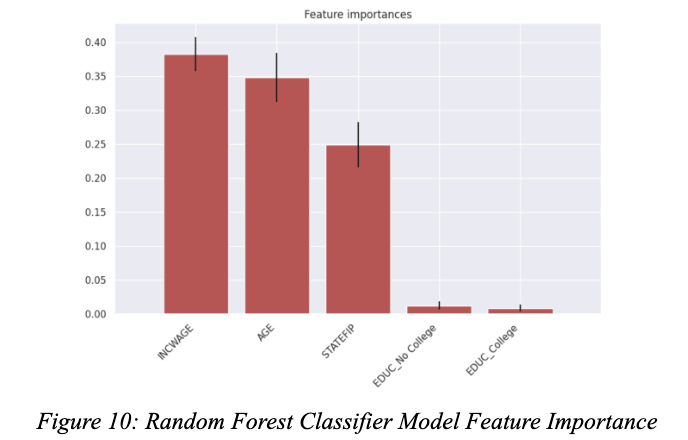 Feature importances
0.40
0.35
0.30
0.25
0.20
0.15
0.10
0.05
0.00
INCWAGE
AGE
STATEFIP
EDUC_No College
EDUC_College
Figure 10: Random Forest Classifier Model Feature Importance